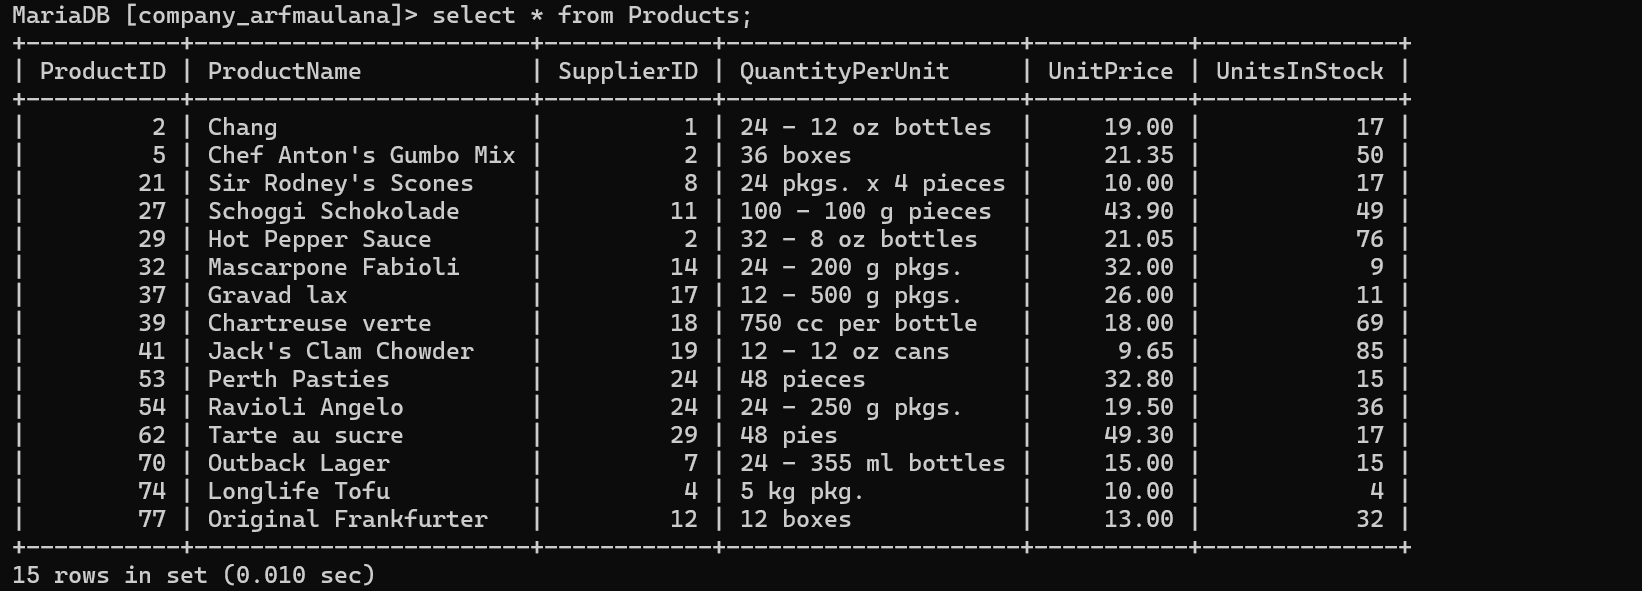 MariaDB [company_arfmaulana]> select * from Products;
+-----------+------------------------+------------+---------------------+-----------+--------------+
| ProductID | ProductName            | SupplierID | QuantityPerUnit     | UnitPrice | UnitsInStock |
+-----------+------------------------+------------+---------------------+-----------+--------------+
|         2 | Chang                  |          1 | 24 - 12 oz bottles  |     19.00 |           17 |
|         5 | Chef Anton's Gumbo Mix |          2 | 36 boxes            |     21.35 |           50 |
|        21 | Sir Rodney's Scones    |          8 | 24 pkgs. x 4 pieces |     10.00 |           17 |
|        27 | Schoggi Schokolade     |         11 | 100 - 100 g pieces  |     43.90 |           49 |
|        29 | Hot Pepper Sauce       |          2 | 32 - 8 oz bottles   |     21.05 |           76 |
|        32 | Mascarpone Fabioli     |         14 | 24 - 200 g pkgs.    |     32.00 |            9 |
|        37 | Gravad lax             |         17 | 12 - 500 g pkgs.    |     26.00 |           11 |
|        39 | Chartreuse verte       |         18 | 750 cc per bottle   |     18.00 |           69 |
|        41 | Jack's Clam Chowder    |         19 | 12 - 12 oz cans     |      9.65 |           85 |
|        53 | Perth Pasties          |         24 | 48 pieces           |     32.80 |           15 |
|        54 | Ravioli Angelo         |         24 | 24 - 250 g pkgs.    |     19.50 |           36 |
|        62 | Tarte au sucre         |         29 | 48 pies             |     49.30 |           17 |
|        70 | Outback Lager          |          7 | 24 - 355 ml bottles |     15.00 |           15 |
|        74 | Longlife Tofu          |          4 | 5 kg pkg.           |     10.00 |            4 |
|        77 | Original Frankfurter   |         12 | 12 boxes            |     13.00 |           32 |
+-----------+------------------------+------------+---------------------+-----------+--------------+
15 rows in set (0.010 sec)